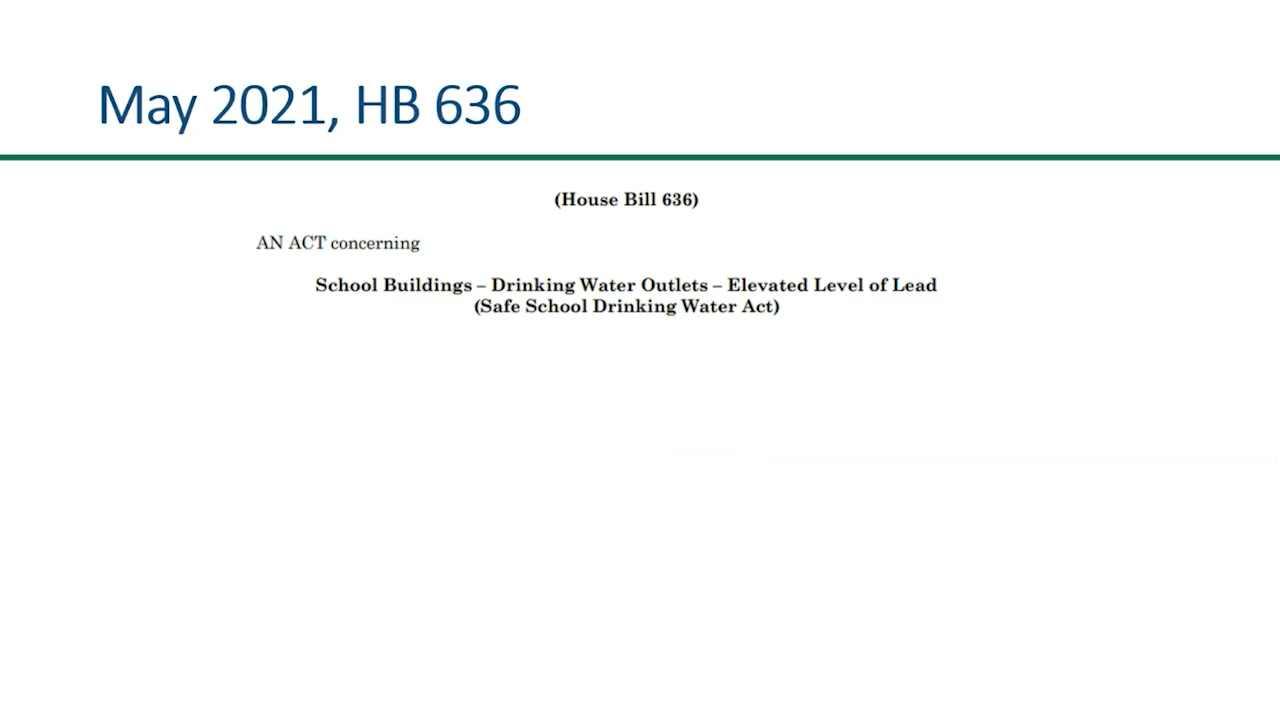 May 2021, HB 636
(House Bill 636)
AN ACT concerning
School Buildings – Drinking Water Outlets – Elevated Level of Lead
(Safe School Drinking Water Act)